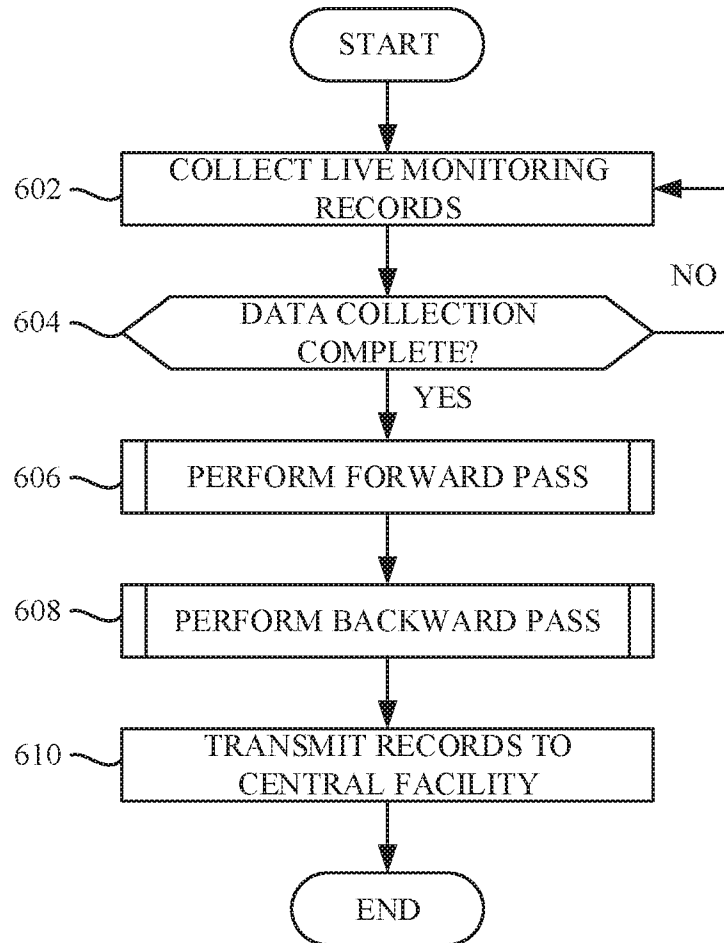 START
602
COLLECT LIVE MONITORING
RECORDS
NO
604
DATA COLLECTION
COMPLETE?
YES
606
PERFORM FORWARD PASS
608
PERFORM BACKWARD PASS
610
TRANSMIT RECORDS TO
CENTRAL FACILITY
END